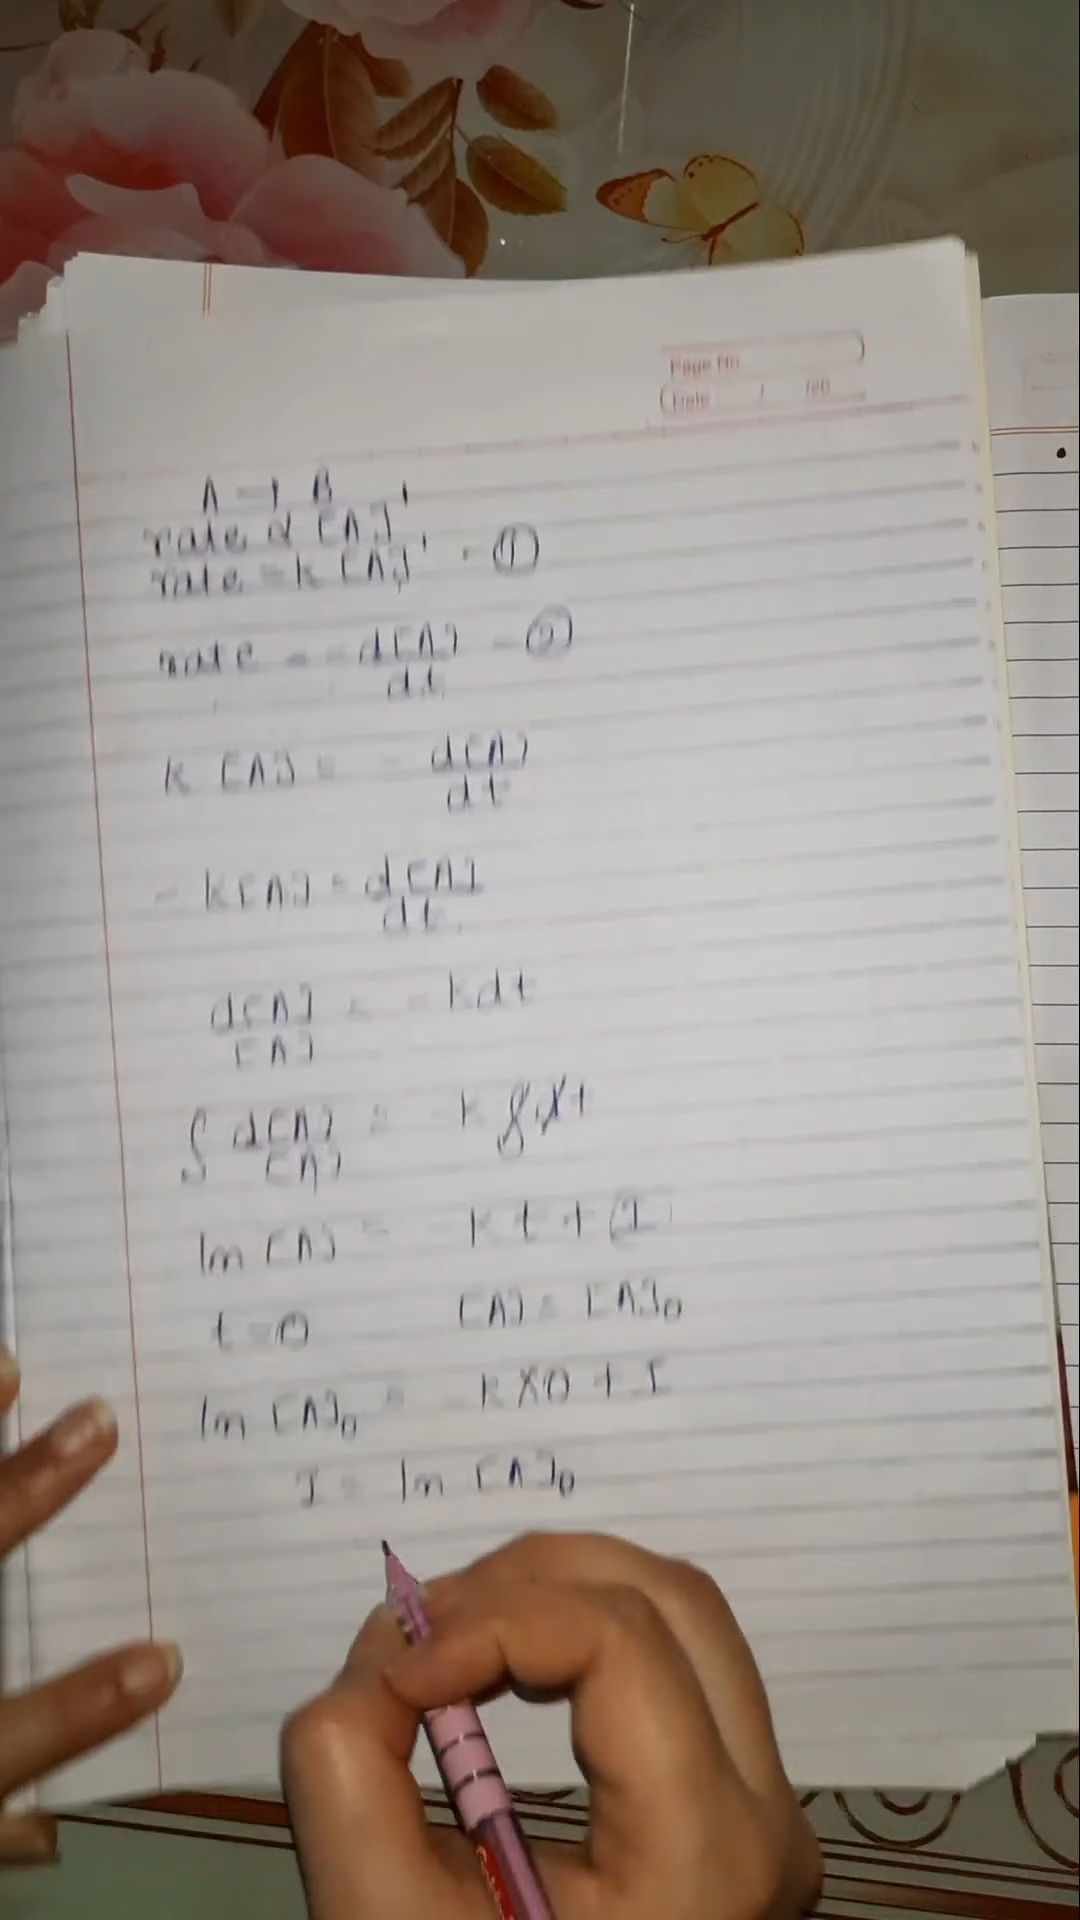 Page No
Date / /20
A → B
rate α [A]¹
rate = k [A]¹ - ①
rate = - d[A] - ②
dt
k [A] = - d[A]
dt
- k[A] = d[A]
dt
d[A] = - kdt
[A]
∫ d[A] = - k ∫dt
[A]
ln [A] = - kt + I
t=0 [A] = [A]₀
ln [A]₀ = - k×0 + I
I = ln [A]₀